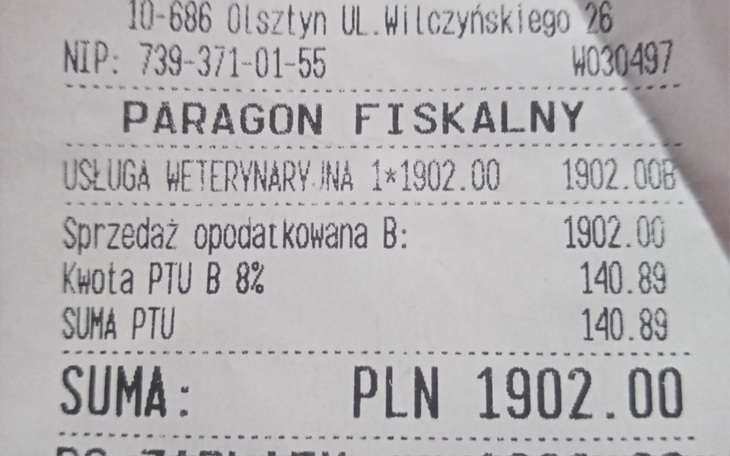 10-686 Olsztyn UL.Wilczyńskiego 26
NIP: 739-371-01-55 WO30497
PARAGON FISKALNY
USŁUGA WETERYNARYJNA 1*1902.00 1902.00B
Sprzedaż opodatkowana B: 1902.00
Kwota PTU B 8% 140.89
SUMA PTU 140.89
SUMA: PLN 1902.00